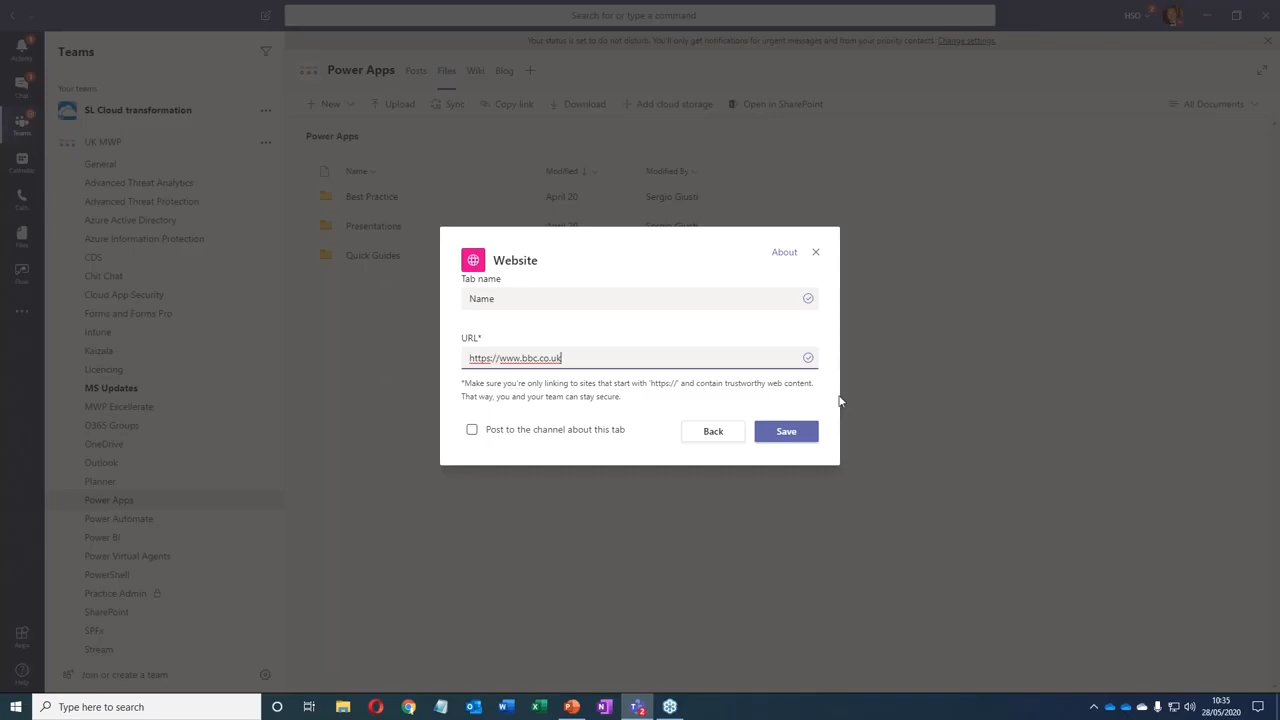 Search for or type a command
HSO
Activity
Chat
Teams
Calendar
Calls
Files
Apps
Help
Teams
Your teams
SL Cloud transformation
UK MWP
General
Advanced Threat Analytics
Advanced Threat Protection
Azure Active Directory
Azure Information Protection
CDS
Chit Chat
Cloud App Security
Forms and Forms Pro
Intune
Kaizala
Licencing
MS Updates
MWP Excellerate
O365 Groups
OneDrive
Outlook
Planner
Power Apps
Power Automate
Power BI
Power Virtual Agents
PowerShell
Practice Admin
SharePoint
SPFx
Stream
Join or create a team
Your status is set to do not disturb. You'll only get notifications for urgent messages and from your priority contacts. Change settings.
Power Apps Posts Files Wiki Blog
New Upload Sync Copy link Download Add cloud storage Open in SharePoint All Documents
Power Apps
Name Modified Modified By
Best Practice April 20 Sergio Giusti
Presentations
Quick Guides
Website About
Tab name
Name
URL*
https://www.bbc.co.uk
*Make sure you're only linking to sites that start with 'https://' and contain trustworthy web content.
That way, you and your team can stay secure.
Post to the channel about this tab Back Save
Type here to search
10:35
28/05/2020